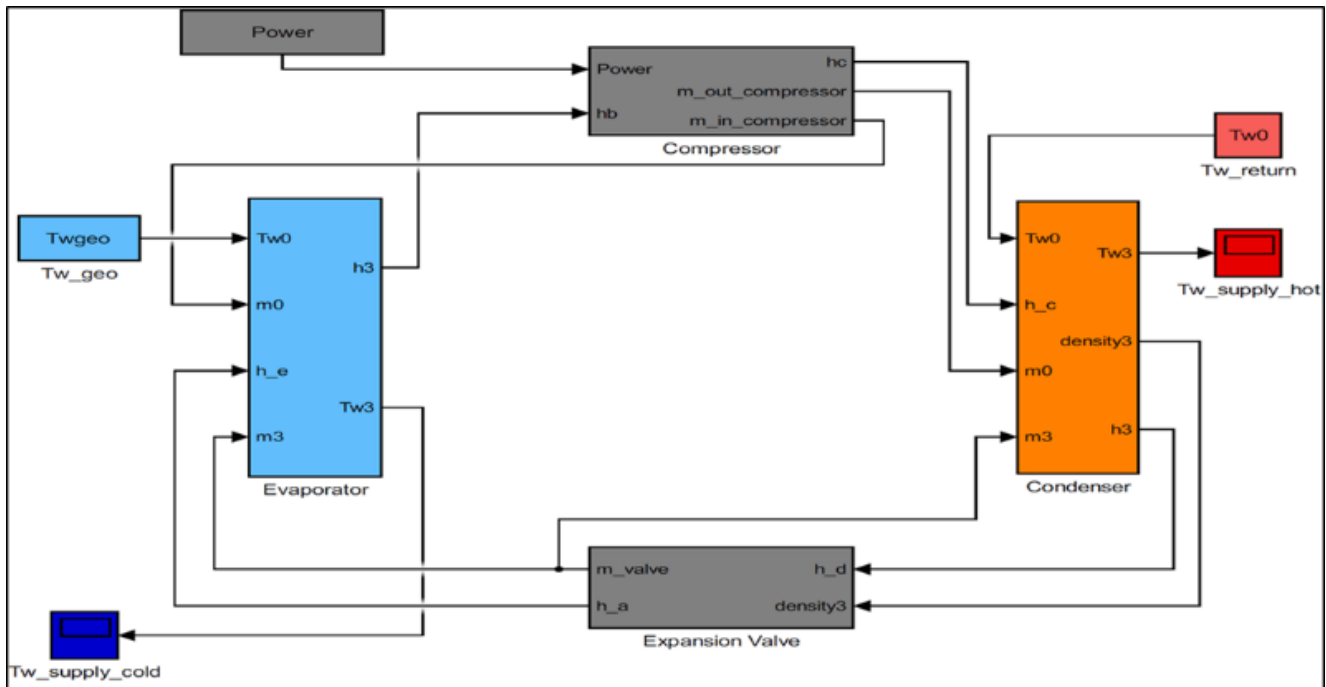 Power
Power
hb
hc
m_out_compressor
m_in_compressor
Compressor
Tw0
Tw_return
Twgeo
Tw_geo
Tw0
m0
h_e
m3
h3
Tw3
Evaporator
Tw0
h_c
m0
m3
Tw3
density3
h3
Condenser
Tw_supply_hot
m_valve
h_a
h_d
density3
Expansion Valve
Tw_supply_cold